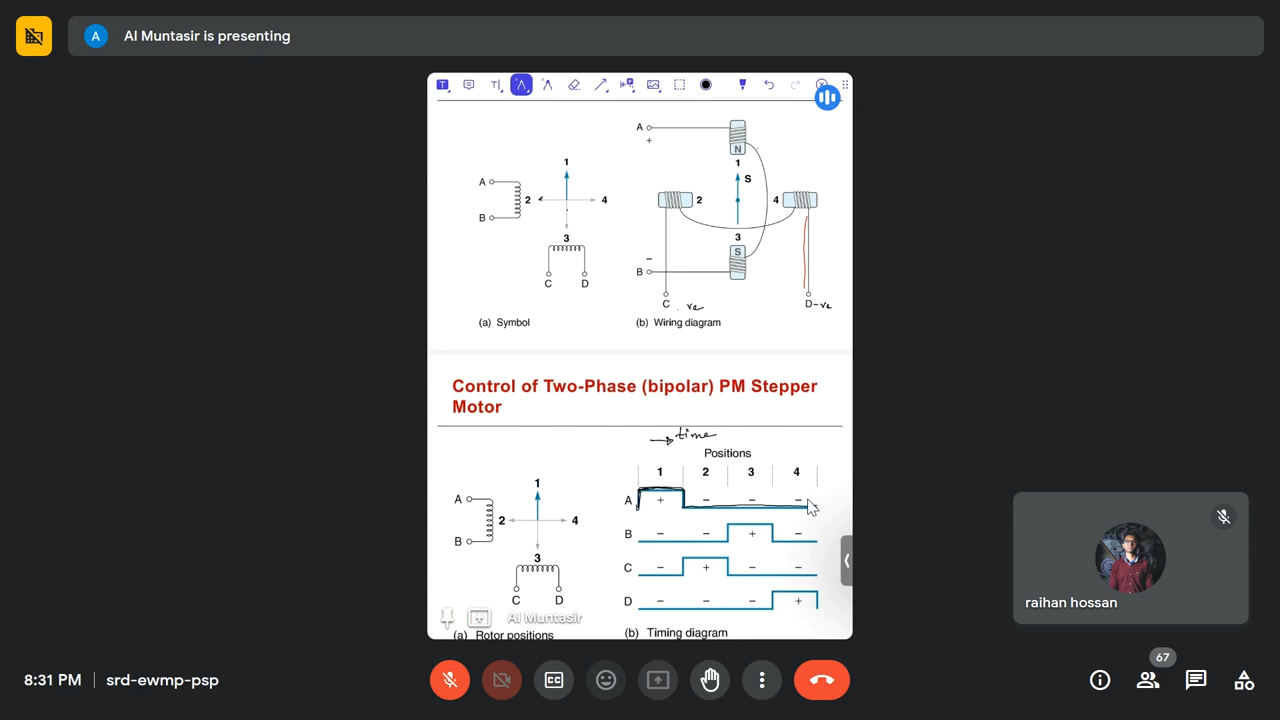 A Al Muntasir is presenting
T T
A +
N
1
S
A 1
2 4 2 4
B
3 3
S
C D
- B
C ve D -ve
(a) Symbol (b) Wiring diagram
Control of Two-Phase (bipolar) PM Stepper
Motor
→ time
Positions
1 2 3 4
1
A A + - - -
2 4
B B - - + -
3
C - + - -
C D D - - - +
Al Muntasir
(a) Rotor positions (b) Timing diagram
raihan hossan
8:31 PM | srd-ewmp-psp
CC
67